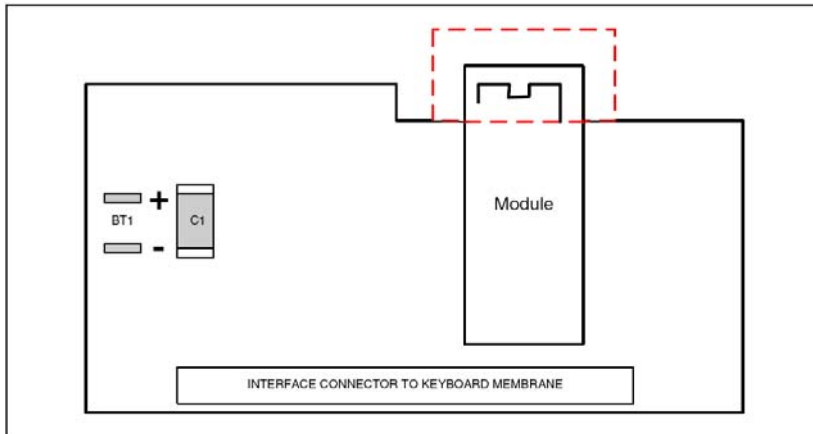 Module
+
BT1
C1
-
INTERFACE CONNECTOR TO KEYBOARD MEMBRANE